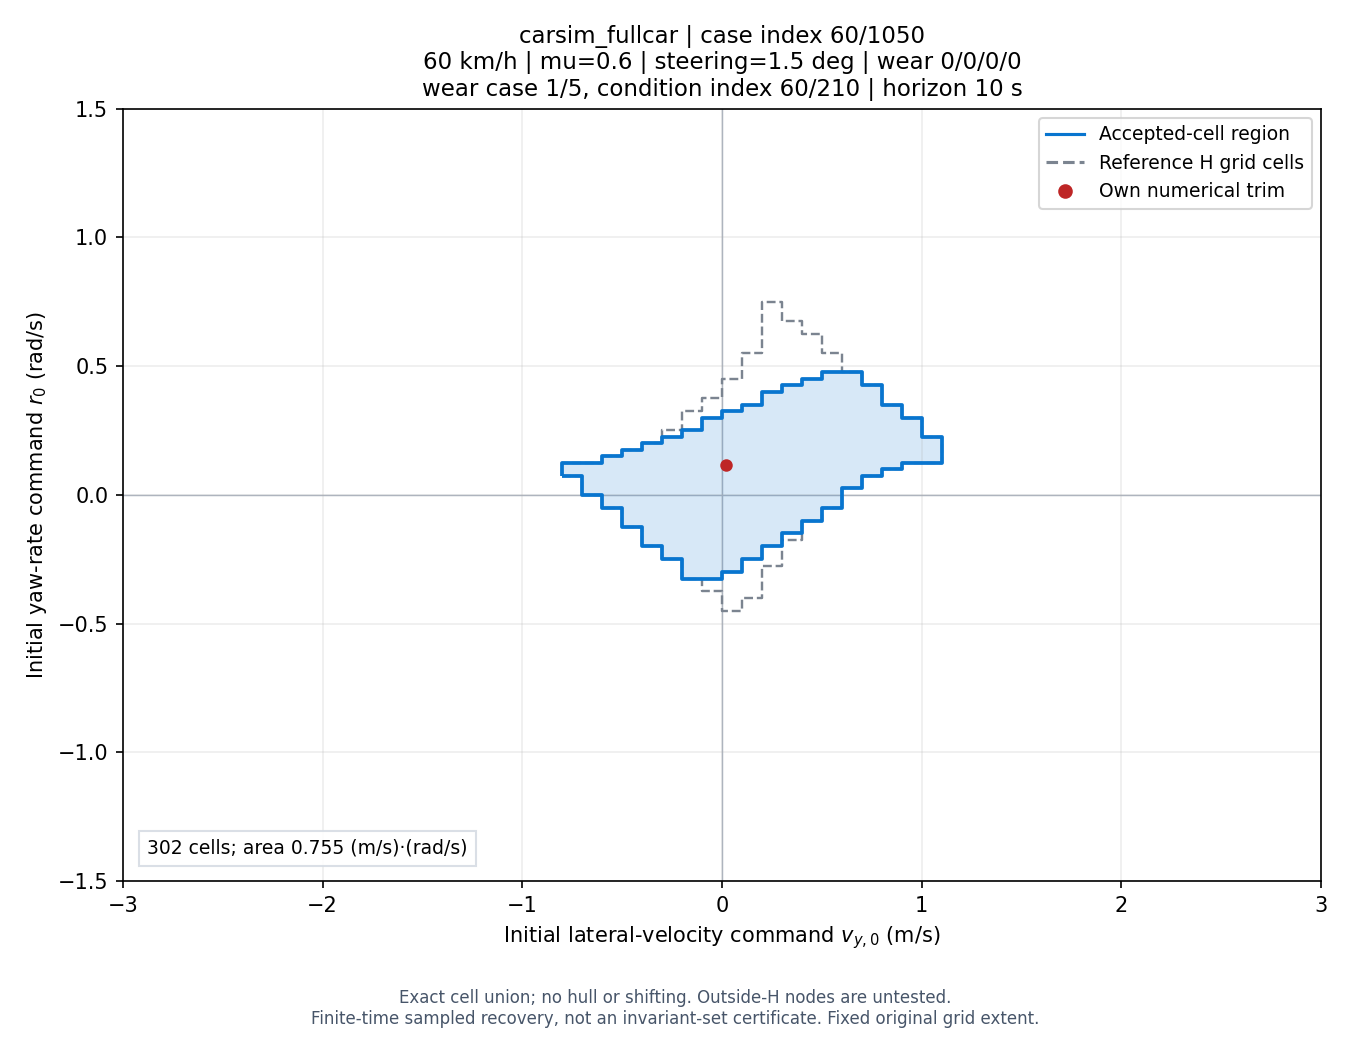 carsim_fullcar | case index 60/1050
60 km/h | mu=0.6 | steering=1.5 deg | wear 0/0/0/0
wear case 1/5, condition index 60/210 | horizon 10 s
Accepted-cell region
Reference H grid cells
Own numerical trim
1.5
1.0
0.5
0.0
−0.5
−1.0
−1.5
Initial yaw-rate command r₀ (rad/s)
302 cells; area 0.755 (m/s)·(rad/s)
−3
−2
−1
0
1
2
3
Initial lateral-velocity command v_{y,0} (m/s)
Exact cell union; no hull or shifting. Outside-H nodes are untested.
Finite-time sampled recovery, not an invariant-set certificate. Fixed original grid extent.